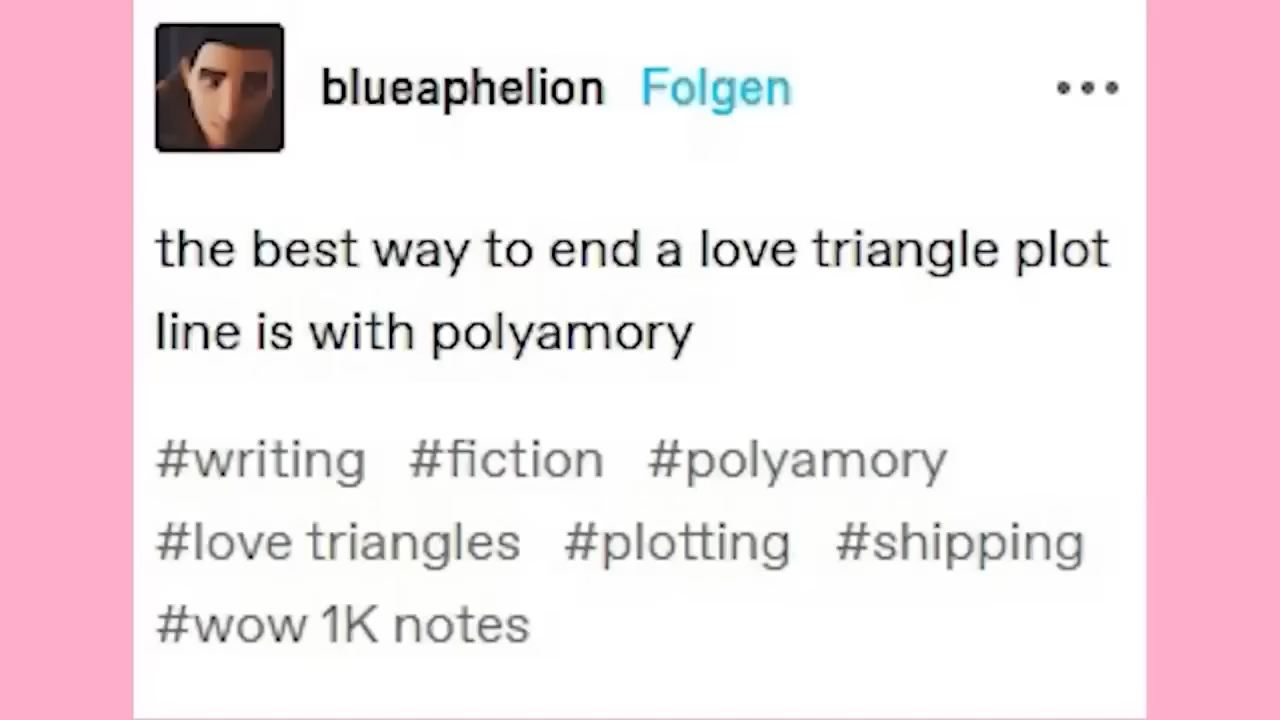 blueaphelion Folgen
the best way to end a love triangle plot
line is with polyamory
#writing #fiction #polyamory
#love triangles #plotting #shipping
#wow 1K notes